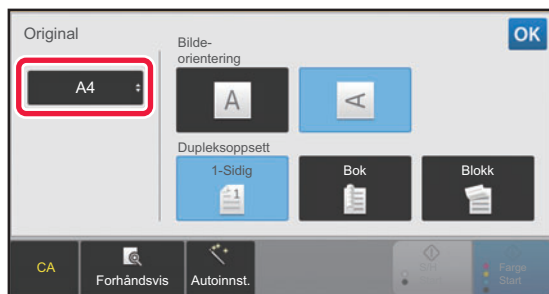 Original
OK
Bilde-
orientering
A4
A
A
Dupleksoppsett
1-Sidig
1
Bok
Blokk
CA
Forhåndsvis
Autoinnst.
S/H
Farge
Start